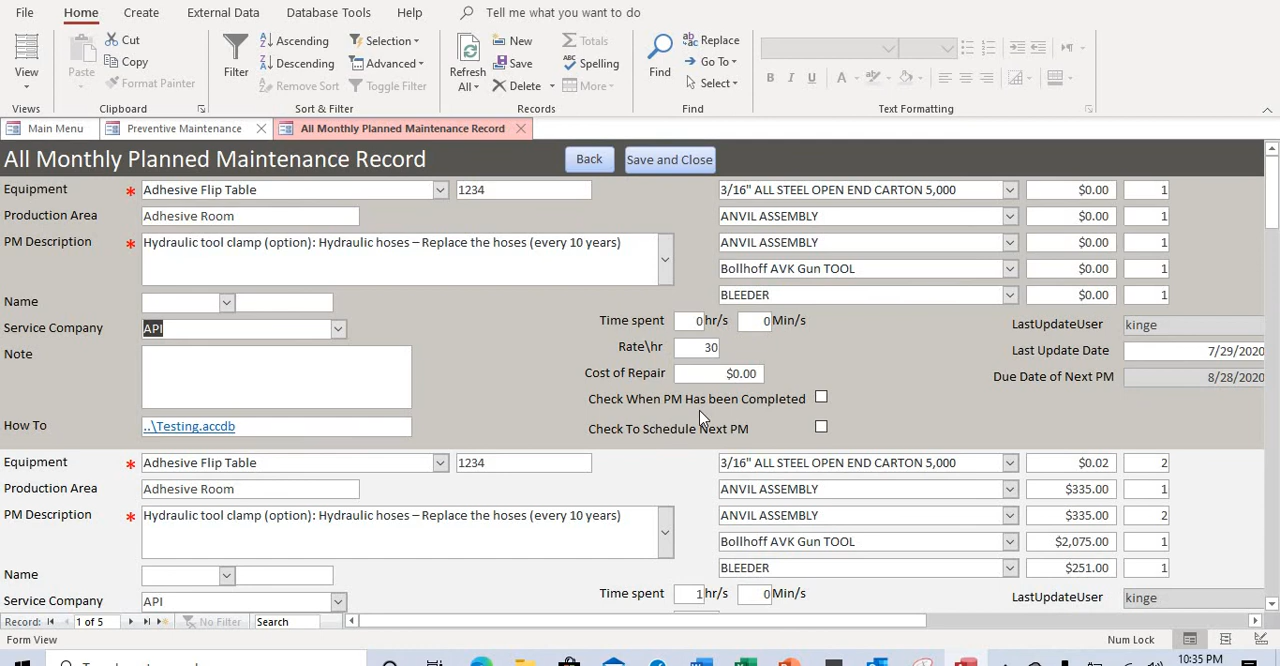 File Home Create External Data Database Tools Help Tell me what you want to do
View Paste Cut Copy Format Painter Filter Ascending Descending Remove Sort Selection Advanced Toggle Filter Refresh All New Save Delete Totals Spelling More Find Replace Go To Select B I U A
Views Clipboard Sort & Filter Records Find Text Formatting
Main Menu Preventive Maintenance All Monthly Planned Maintenance Record
All Monthly Planned Maintenance Record Back Save and Close
Equipment * Adhesive Flip Table 1234 3/16" ALL STEEL OPEN END CARTON 5,000 $0.00 1
Production Area Adhesive Room ANVIL ASSEMBLY $0.00 1
PM Description * Hydraulic tool clamp (option): Hydraulic hoses – Replace the hoses (every 10 years) ANVIL ASSEMBLY $0.00 1
Bollhoff AVK Gun TOOL $0.00 1
Name BLEEDER $0.00 1
Service Company API Time spent 0 hr/s 0 Min/s LastUpdateUser kinge
Note Rate\hr 30 Last Update Date 7/29/2020
Cost of Repair $0.00 Due Date of Next PM 8/28/2020
Check When PM Has been Completed
How To ..\Testing.accdb Check To Schedule Next PM
Equipment * Adhesive Flip Table 1234 3/16" ALL STEEL OPEN END CARTON 5,000 $0.02 2
Production Area Adhesive Room ANVIL ASSEMBLY $335.00 1
PM Description * Hydraulic tool clamp (option): Hydraulic hoses – Replace the hoses (every 10 years) ANVIL ASSEMBLY $335.00 2
Bollhoff AVK Gun TOOL $2,075.00 1
Name BLEEDER $251.00 1
Service Company API Time spent 1 hr/s 0 Min/s LastUpdateUser kinge
Record: 1 of 5 No Filter Search
Form View Num Lock
10:35 PM